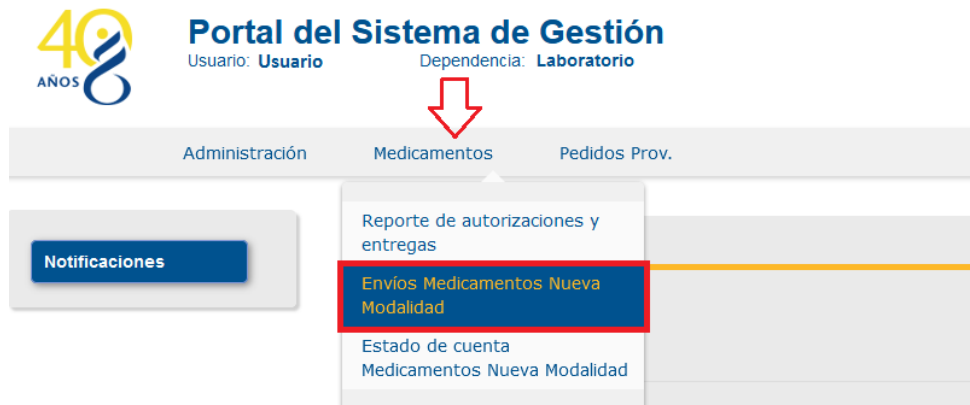 40
AÑOS
Portal del Sistema de Gestión
Usuario: Usuario Dependencia: Laboratorio
Administración Medicamentos Pedidos Prov.
Reporte de autorizaciones y
entregas
Notificaciones
Envíos Medicamentos Nueva
Modalidad
Estado de cuenta
Medicamentos Nueva Modalidad